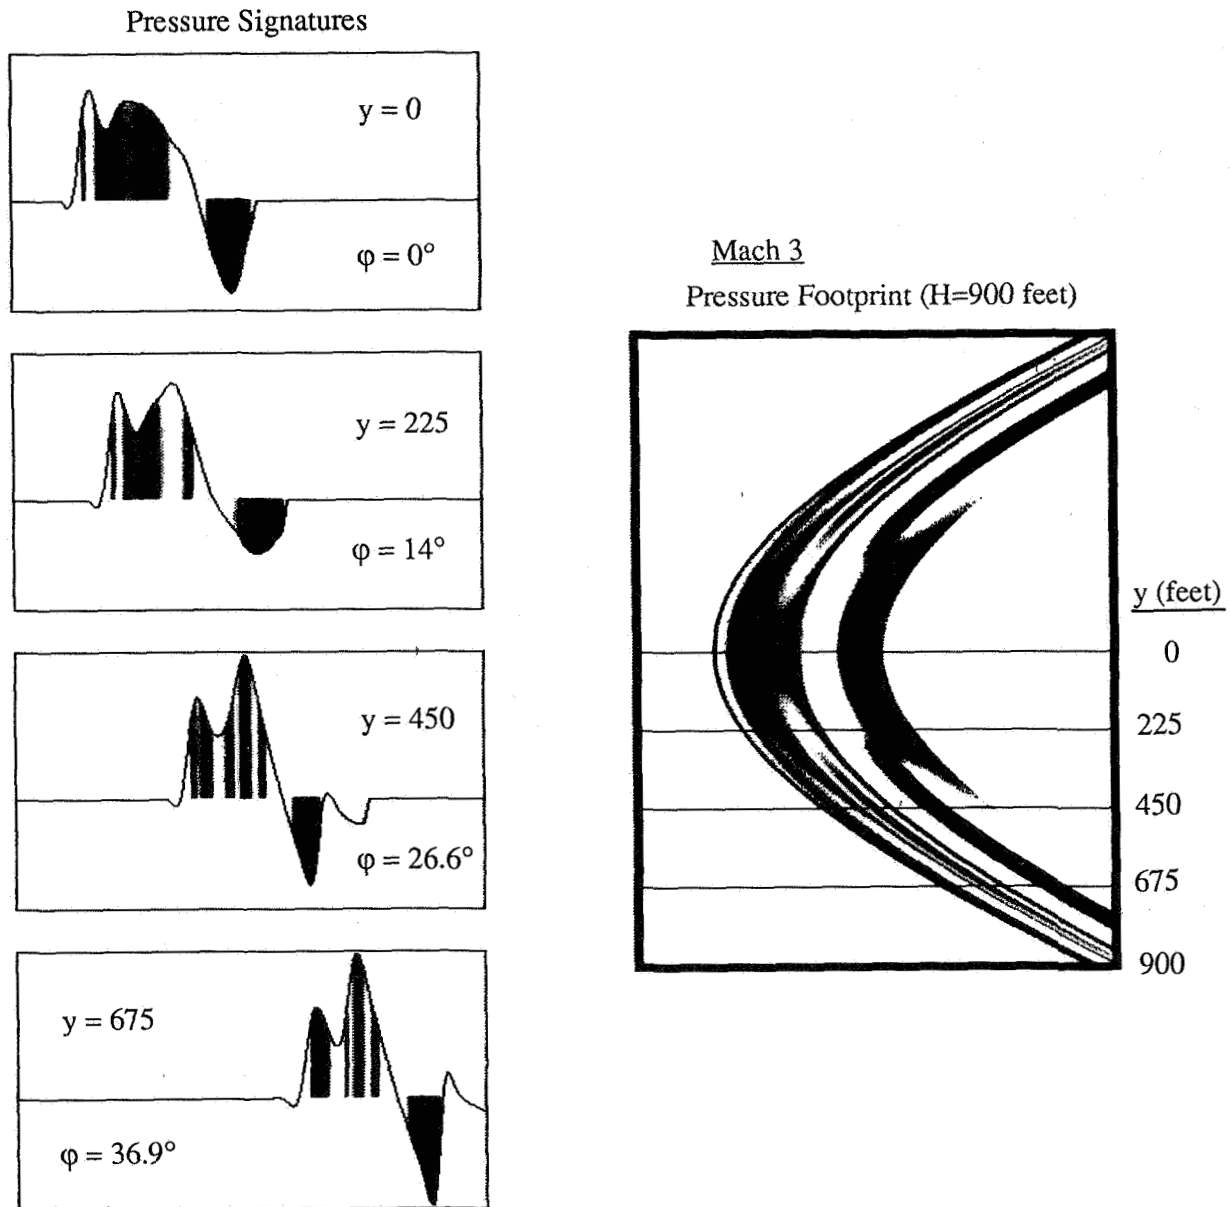 Pressure Signatures
y = 0
φ = 0°
y = 225
φ = 14°
y = 450
φ = 26.6°
y = 675
φ = 36.9°
Mach 3
Pressure Footprint (H=900 feet)
y (feet)
0
225
450
675
900